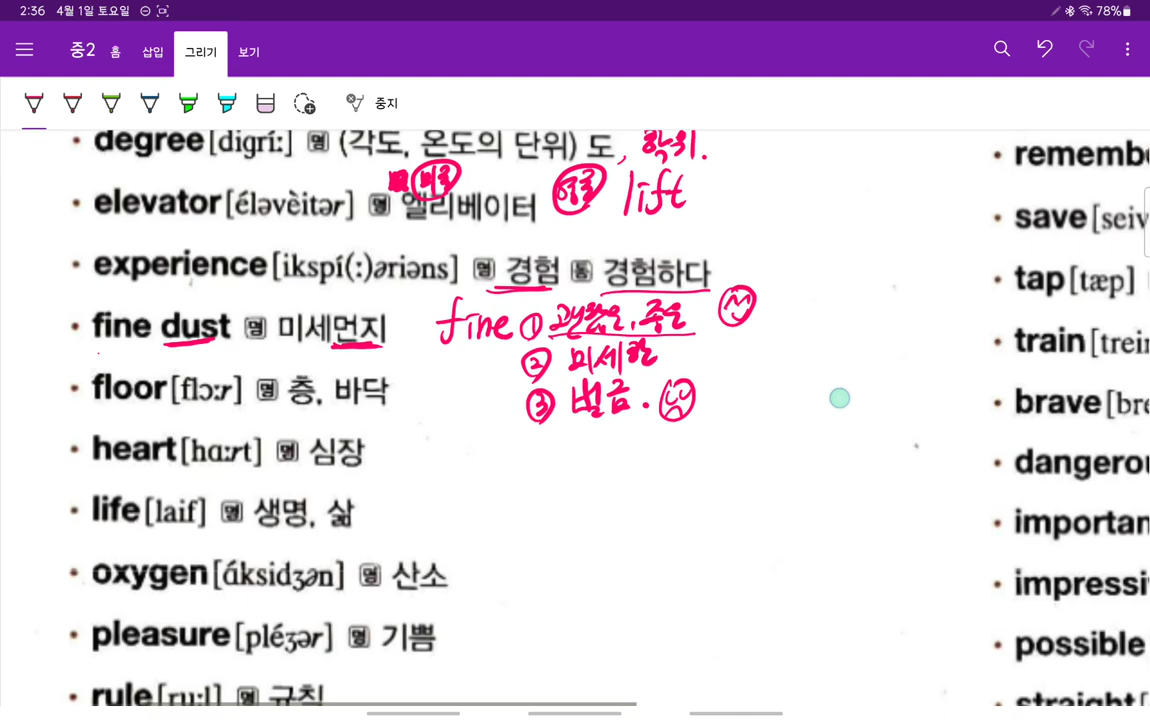 2:36 4월 1일 토요일 78%
중2 홈 삽입 그리기 보기
중지
degree[digríː] 명 (각도, 온도의 단위) 도, 학위.
elevator[éləvèitər] 명 엘리베이터 lift
experience[ikspí(ː)əriəns] 명 경험 동 경험하다
fine dust 명 미세먼지 fine ① 괜찮은, 좋은
② 미세한
floor[flɔːr] 명 층, 바닥 ③ 벌금.
heart[hɑːrt] 명 심장
life[laif] 명 생명, 삶
oxygen[áksidʒən] 명 산소
pleasure[pléʒər] 명 기쁨
rule[ruːl] 명 규칙
rememb
save[seiv
tap[tæp]
train[trein
brave[bre
dangerou
importan
impressi
possible
straight[